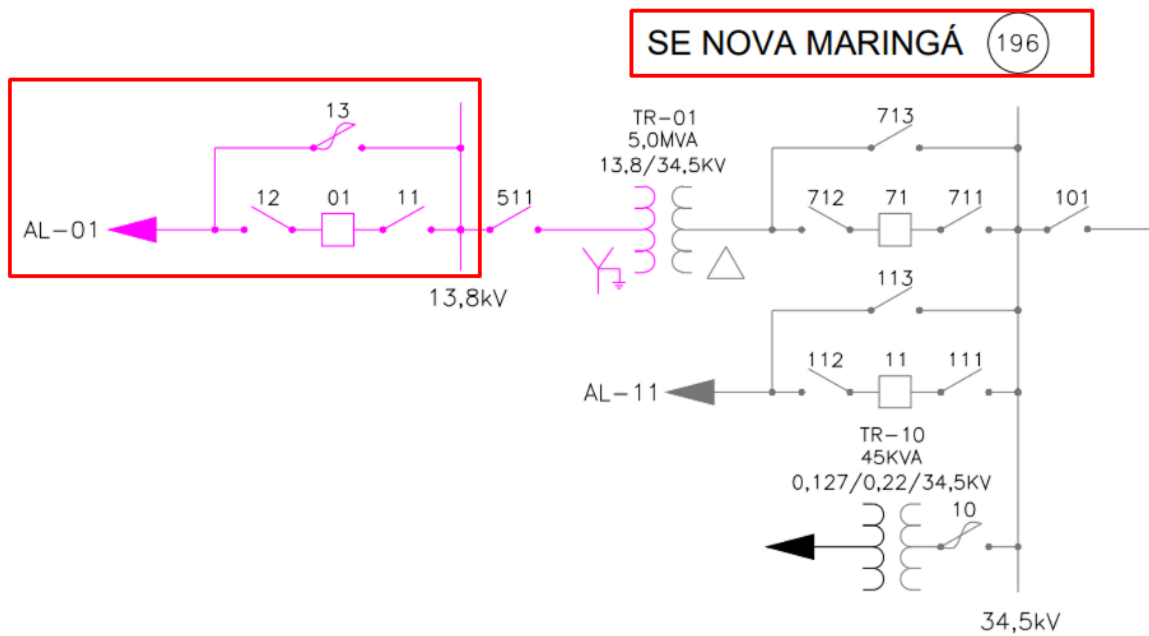 SE NOVA MARINGÁ 196
13
TR-01
5,0MVA
13,8/34,5KV
713
12 01 11 511 712 71 711 101
AL-01
13,8kV
113
112 11 111
AL-11
TR-10
45KVA
0,127/0,22/34,5KV
10
34,5kV